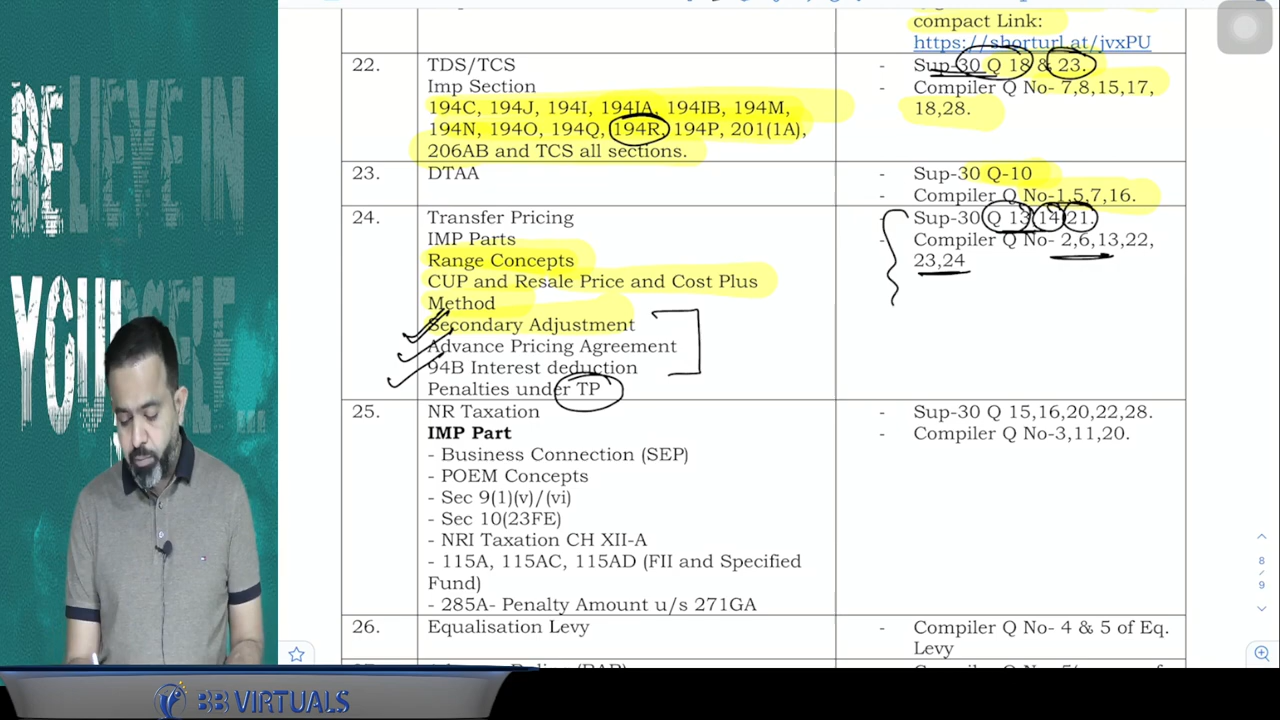 BELIEVE IN
YOURSELF.
compact Link:
https://shorturl.at/jvxPU
22. TDS/TCS - Sup-30 Q 18 & 23.
Imp Section - Compiler Q No- 7,8,15,17,
194C, 194J, 194I, 194IA, 194IB, 194M, 18,28.
194N, 194O, 194Q, 194R, 194P, 201(1A),
206AB and TCS all sections.
23. DTAA - Sup-30 Q-10
- Compiler Q No-1,5,7,16.
24. Transfer Pricing - Sup-30 Q 13 14 21.
IMP Parts - Compiler Q No- 2,6,13,22,
Range Concepts 23,24
CUP and Resale Price and Cost Plus
Method
Secondary Adjustment
Advance Pricing Agreement
94B Interest deduction
Penalties under TP
25. NR Taxation - Sup-30 Q 15,16,20,22,28.
IMP Part - Compiler Q No-3,11,20.
- Business Connection (SEP)
- POEM Concepts
- Sec 9(1)(v)/(vi)
- Sec 10(23FE)
- NRI Taxation CH XII-A
- 115A, 115AC, 115AD (FII and Specified
Fund)
- 285A- Penalty Amount u/s 271GA
26. Equalisation Levy - Compiler Q No- 4 & 5 of Eq.
Levy
8
/
9
BB VIRTUALS